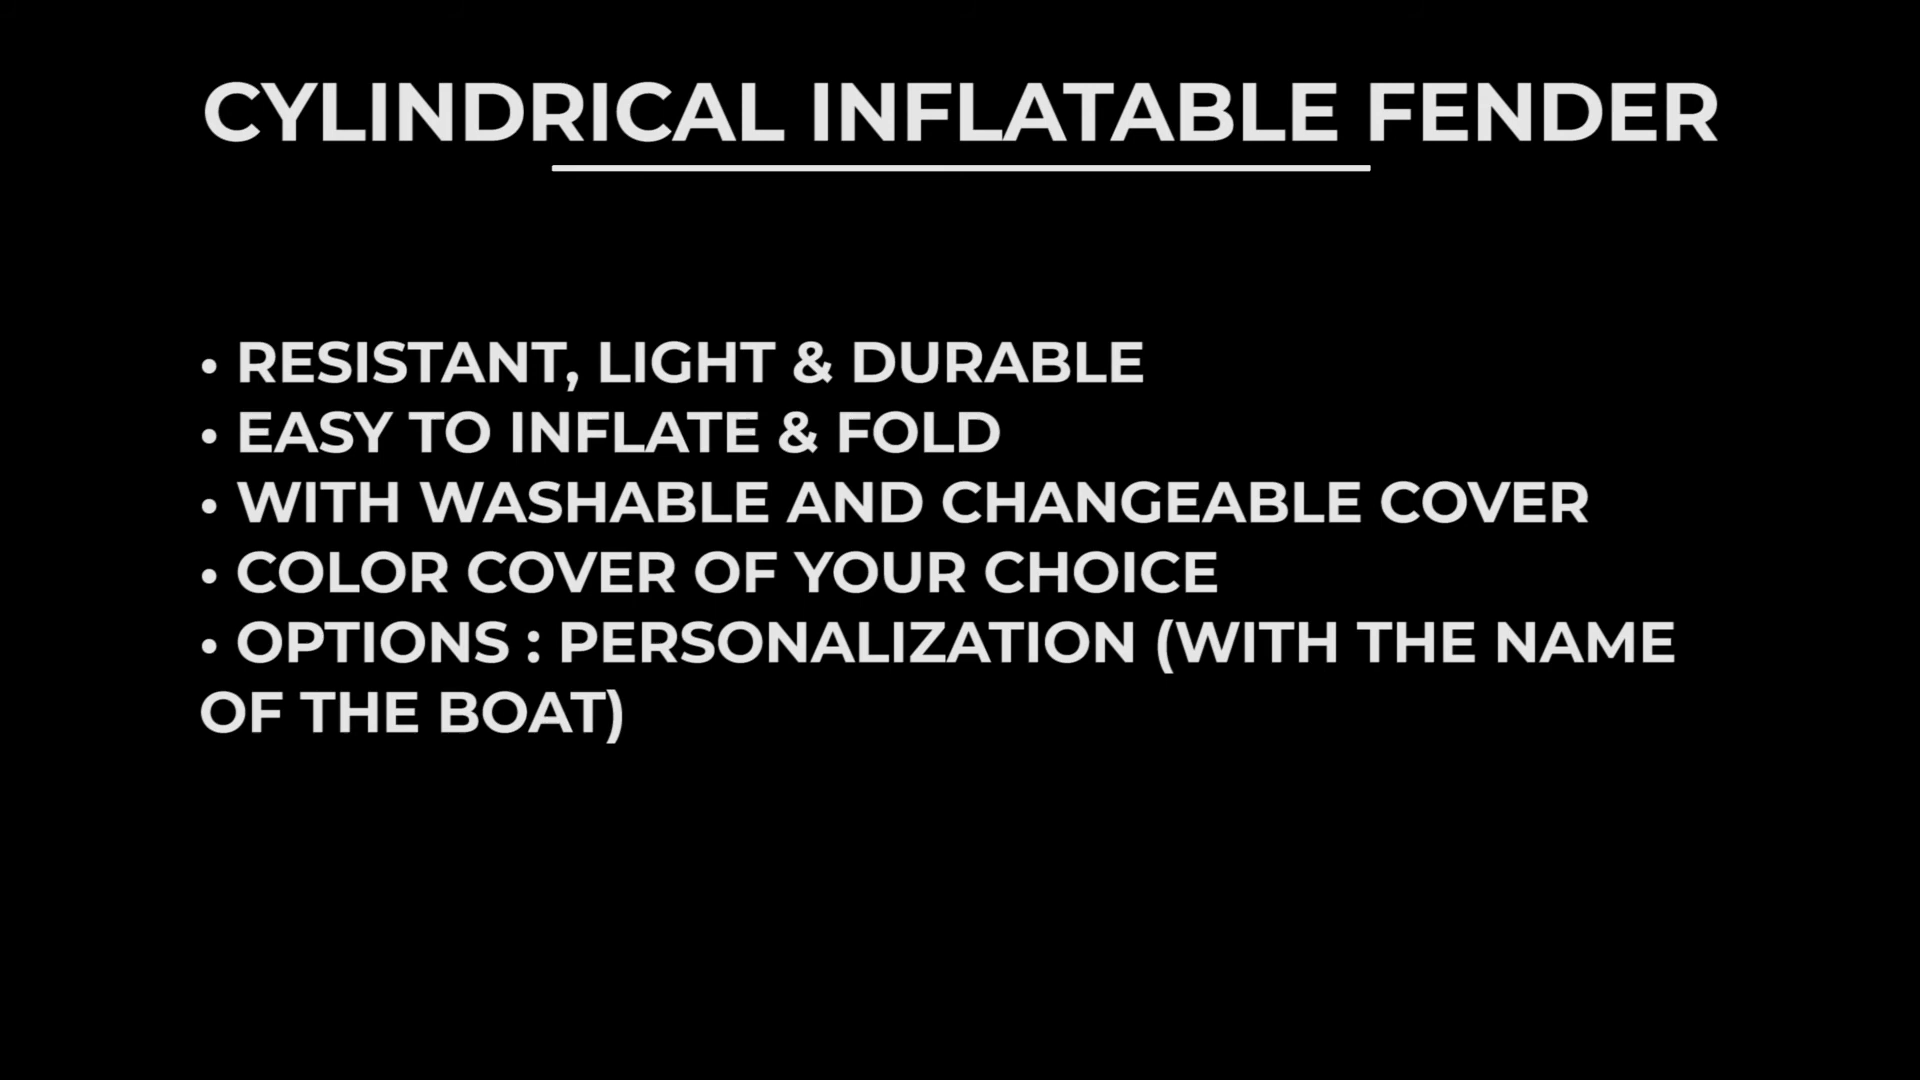 CYLINDRICAL INFLATABLE FENDER
• RESISTANT, LIGHT & DURABLE
• EASY TO INFLATE & FOLD
• WITH WASHABLE AND CHANGEABLE COVER
• COLOR COVER OF YOUR CHOICE
• OPTIONS : PERSONALIZATION (WITH THE NAME
OF THE BOAT)